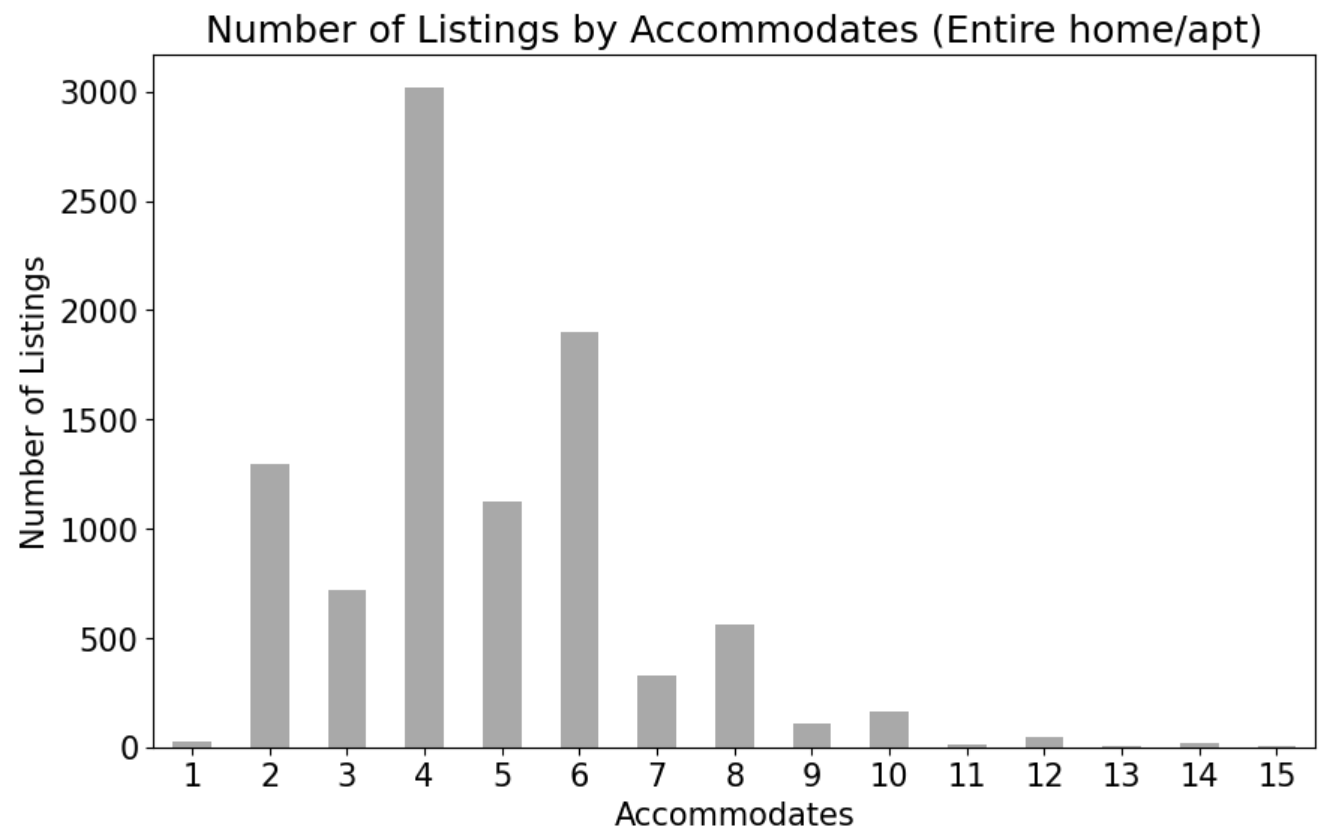 Number of Listings by Accommodates (Entire home/apt)
Number of Listings
3000
2500
2000
1500
1000
500
0
1 2 3 4 5 6 7 8 9 10 11 12 13 14 15
Accommodates